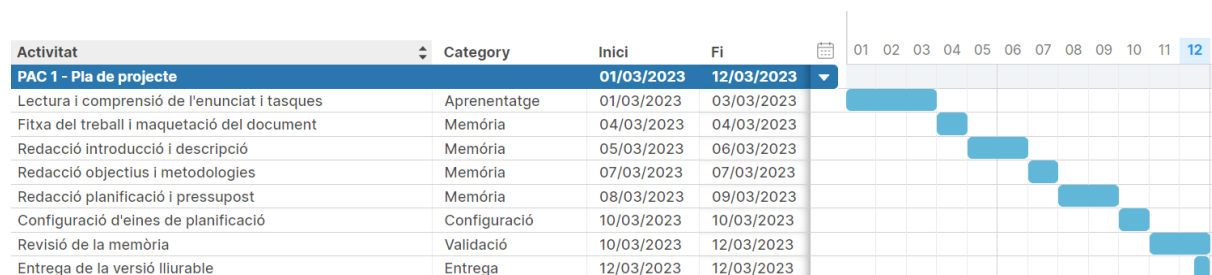 Activitat Category Inici Fi 01 02 03 04 05 06 07 08 09 10 11 12
PAC 1 - Pla de projecte 01/03/2023 12/03/2023
Lectura i comprensió de l'enunciat i tasques Aprenentatge 01/03/2023 03/03/2023
Fitxa del treball i maquetació del document Memória 04/03/2023 04/03/2023
Redacció introducció i descripció Memória 05/03/2023 06/03/2023
Redacció objectius i metodologies Memória 07/03/2023 07/03/2023
Redacció planificació i pressupost Memória 08/03/2023 09/03/2023
Configuració d'eines de planificació Configuració 10/03/2023 10/03/2023
Revisió de la memòria Validació 10/03/2023 12/03/2023
Entrega de la versió lliurable Entrega 12/03/2023 12/03/2023